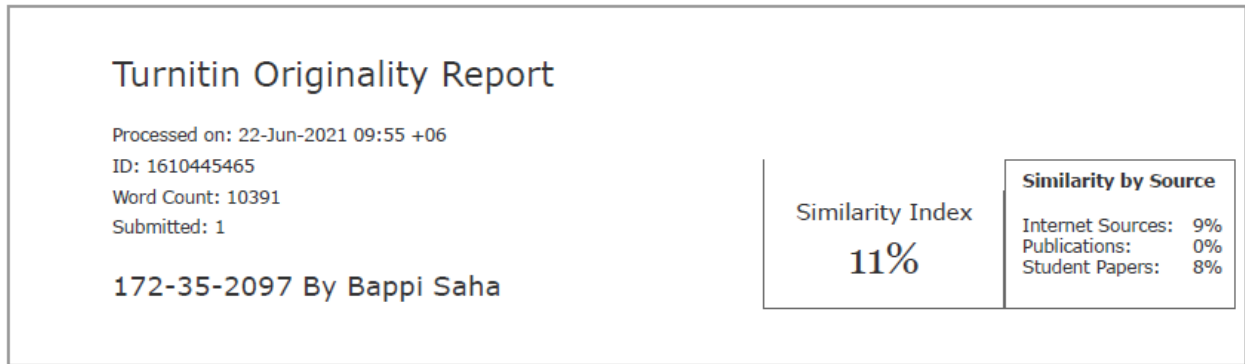 Turnitin Originality Report
Processed on: 22-Jun-2021 09:55 +06
ID: 1610445465
Word Count: 10391
Submitted: 1
172-35-2097 By Bappi Saha
Similarity Index
11%
Similarity by Source
Internet Sources: 9%
Publications: 0%
Student Papers: 8%